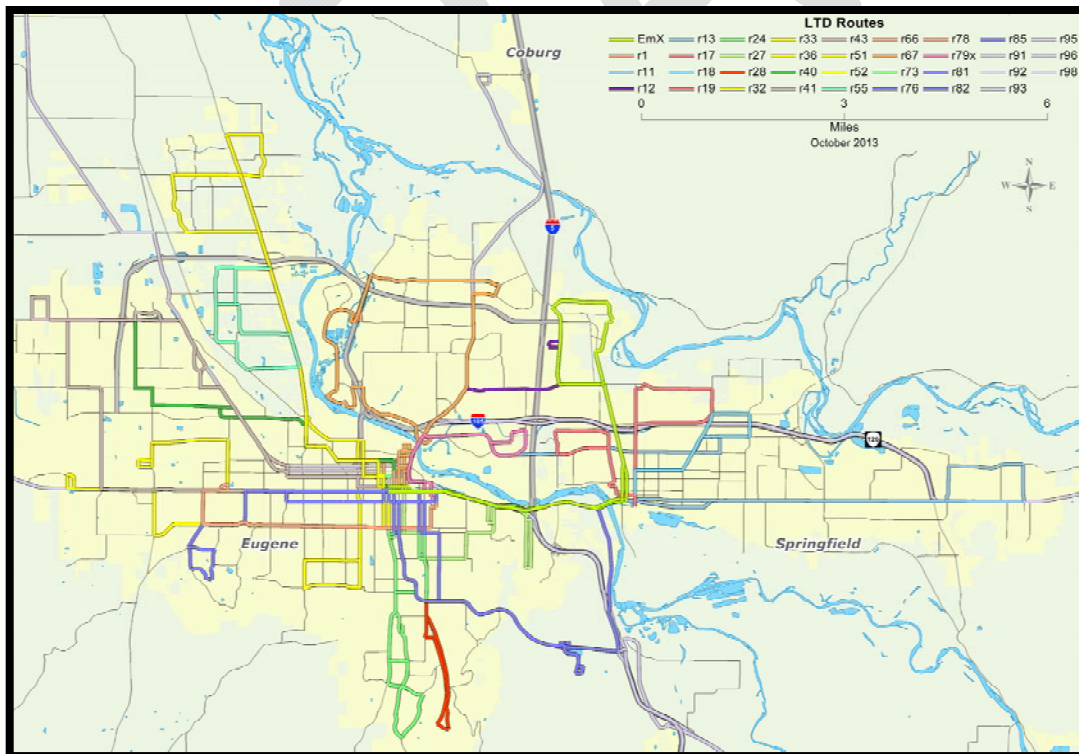 LTD Routes
EmX r13 r24 r33 r43 r66 r78 r85 r95
r1 r17 r27 r36 r51 r67 r79x r91 r96
r11 r18 r28 r40 r52 r73 r81 r92 r98
r12 r19 r32 r41 r55 r76 r82 r93
0 3 6
Miles
October 2013
Coburg
N
W E
S
5
105
126
Eugene
Springfield